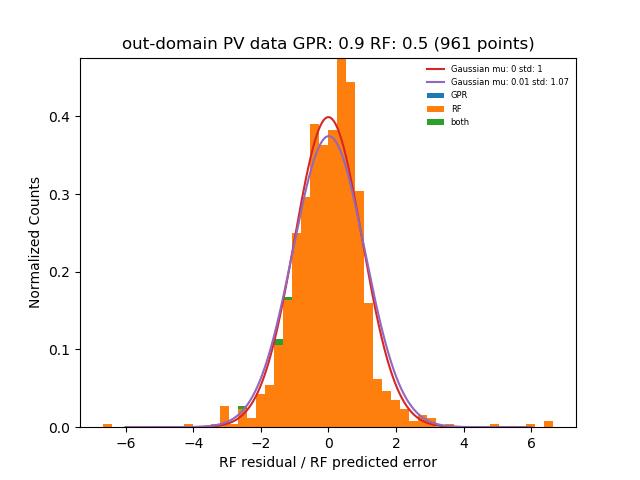 out-domain PV data GPR: 0.9 RF: 0.5 (961 points)
Gaussian mu: 0 std: 1
Gaussian mu: 0.01 std: 1.07
GPR
RF
both
Normalized Counts
0.4
0.3
0.2
0.1
0.0
−6 −4 −2 0 2 4 6
RF residual / RF predicted error